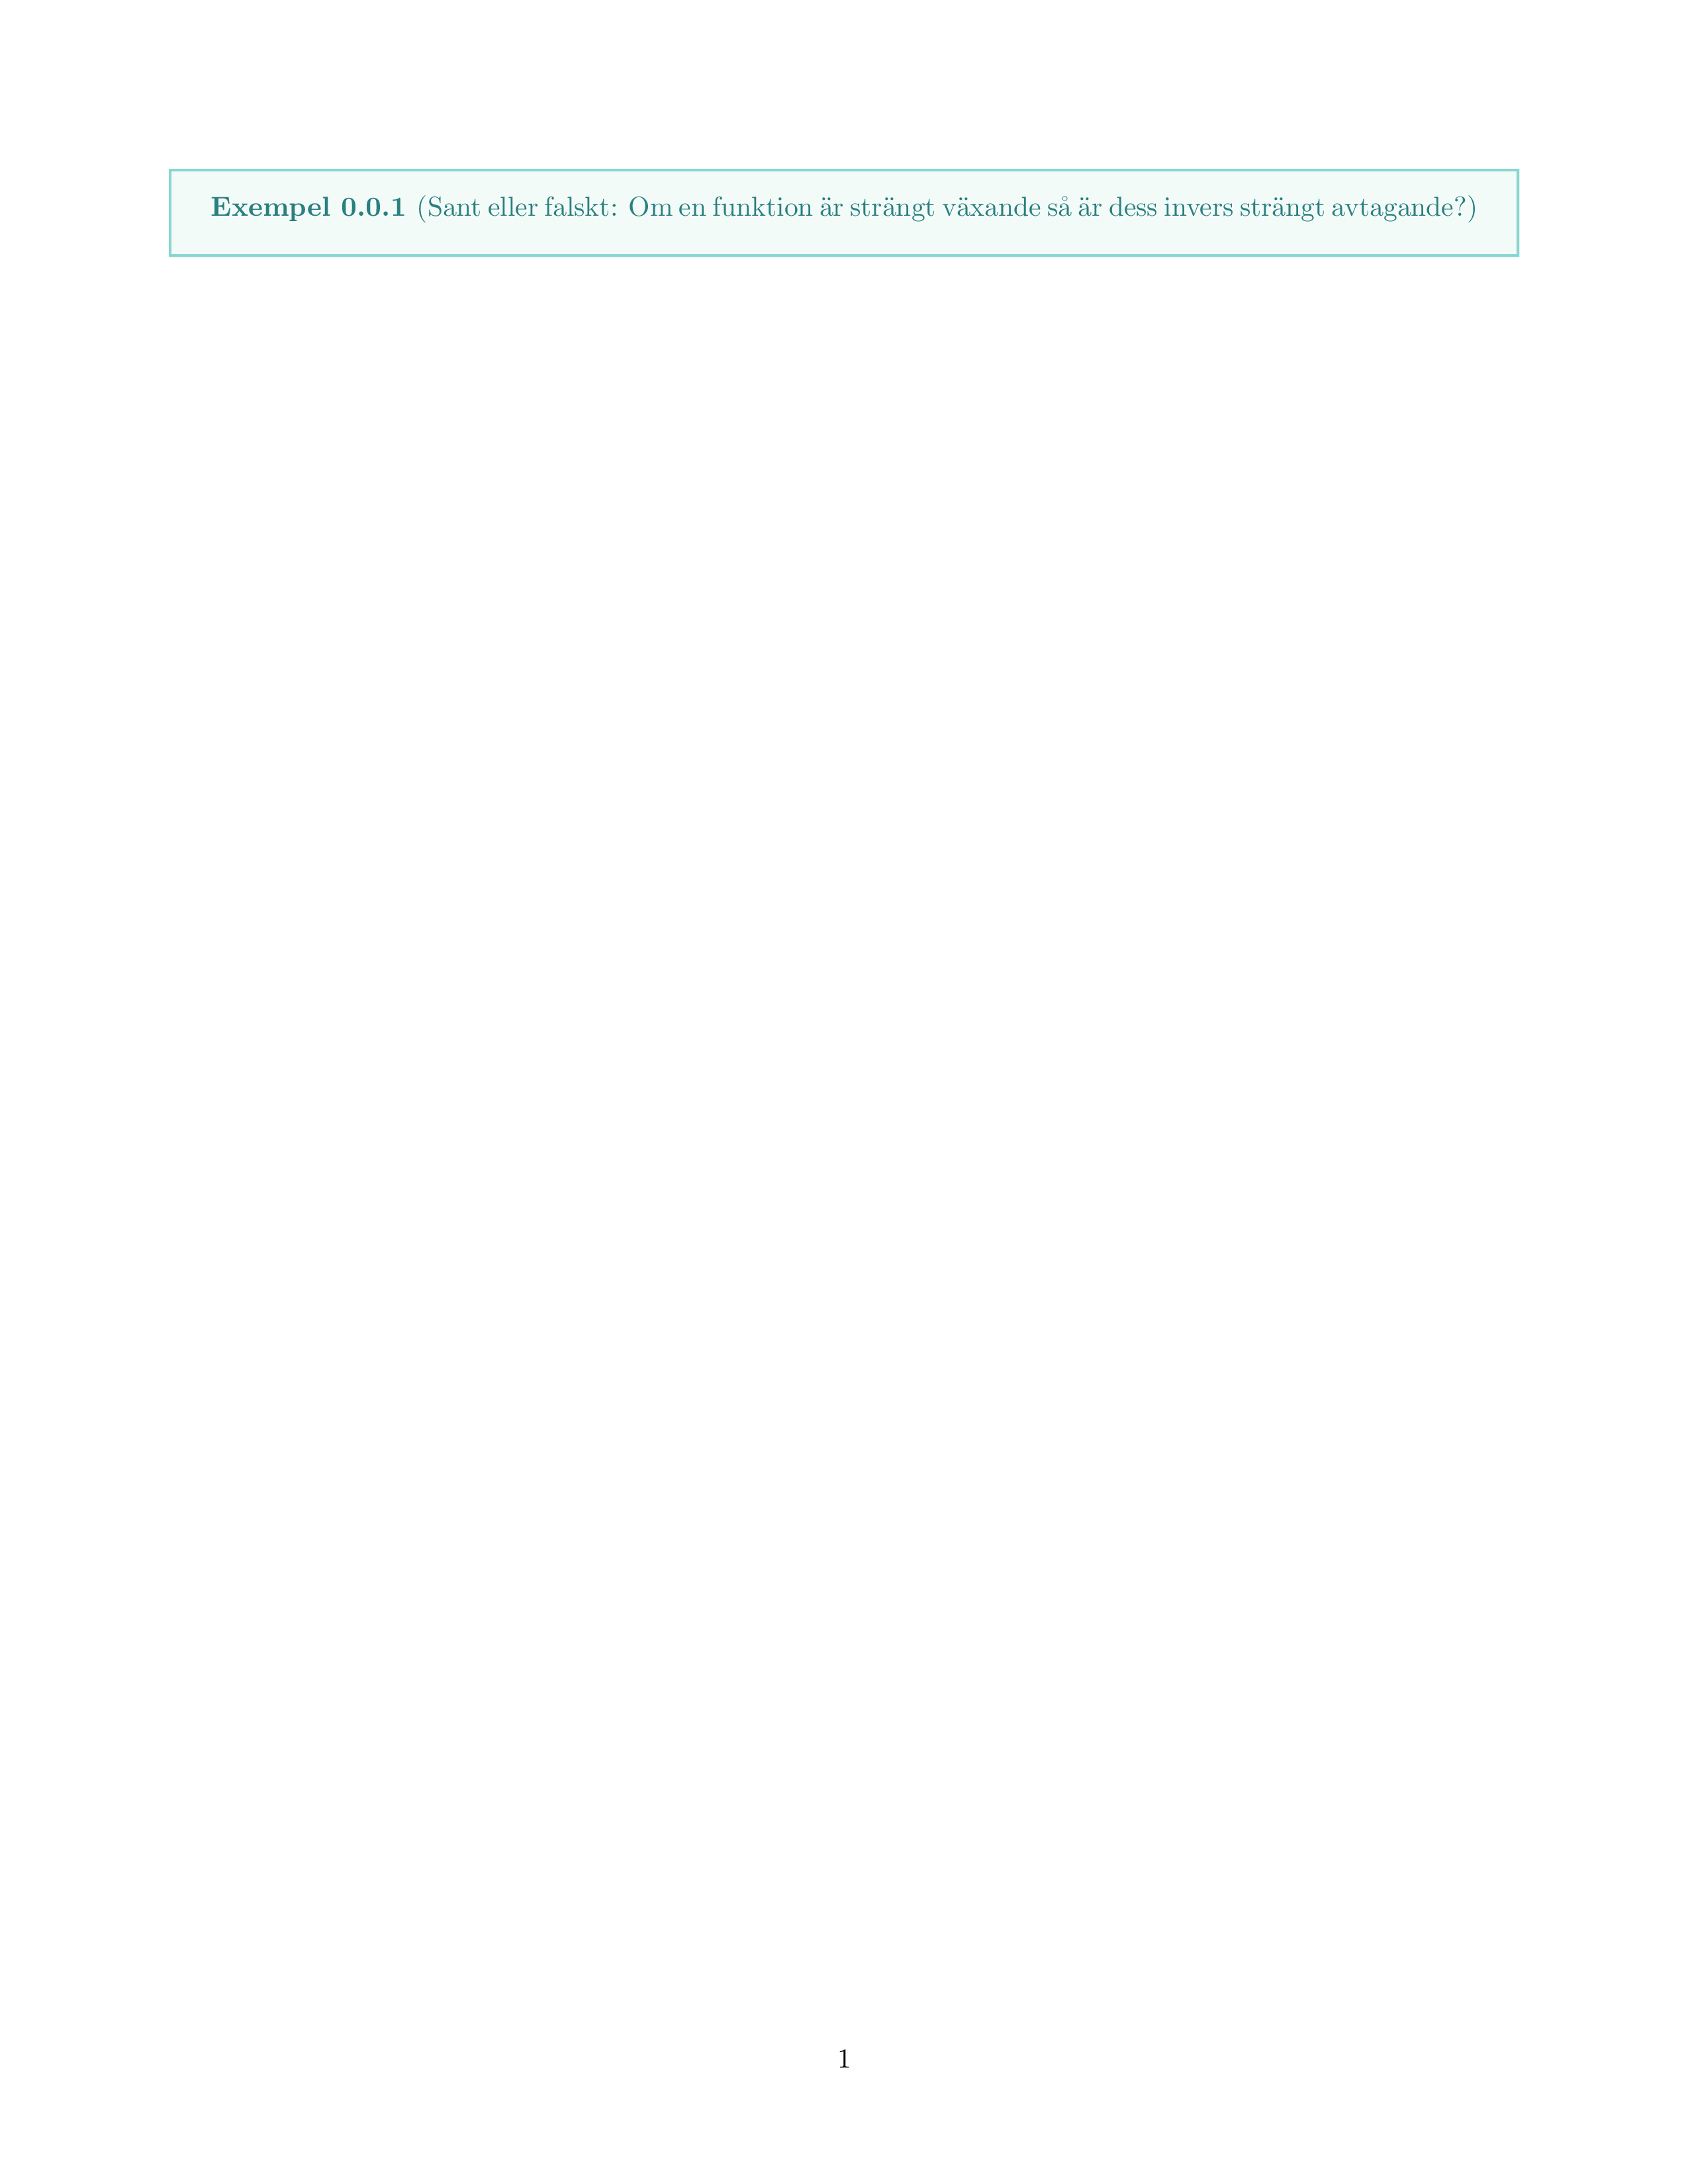 Exempel 0.0.1 (Sant eller falskt: Om en funktion är strängt växande så är dess invers strängt avtagande?)
1